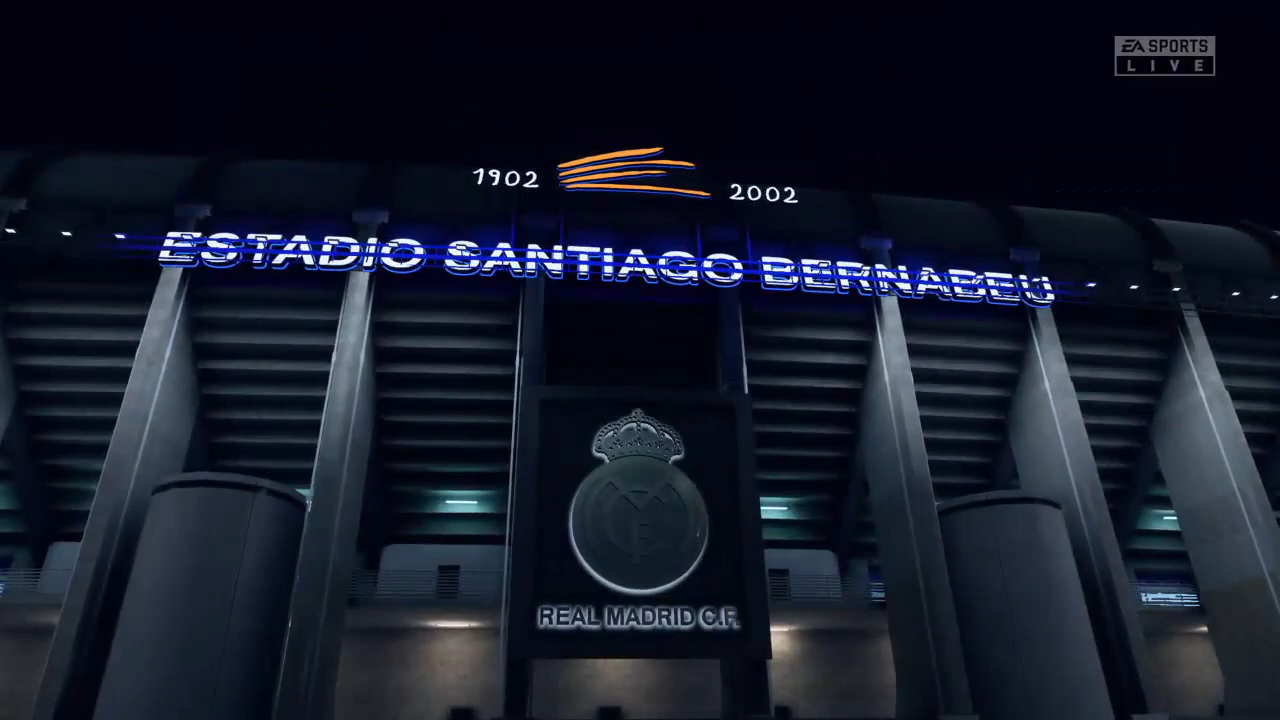 EA SPORTS
LIVE
1902
2002
ESTADIO SANTIAGO BERNABEU
REAL MADRID C.F.